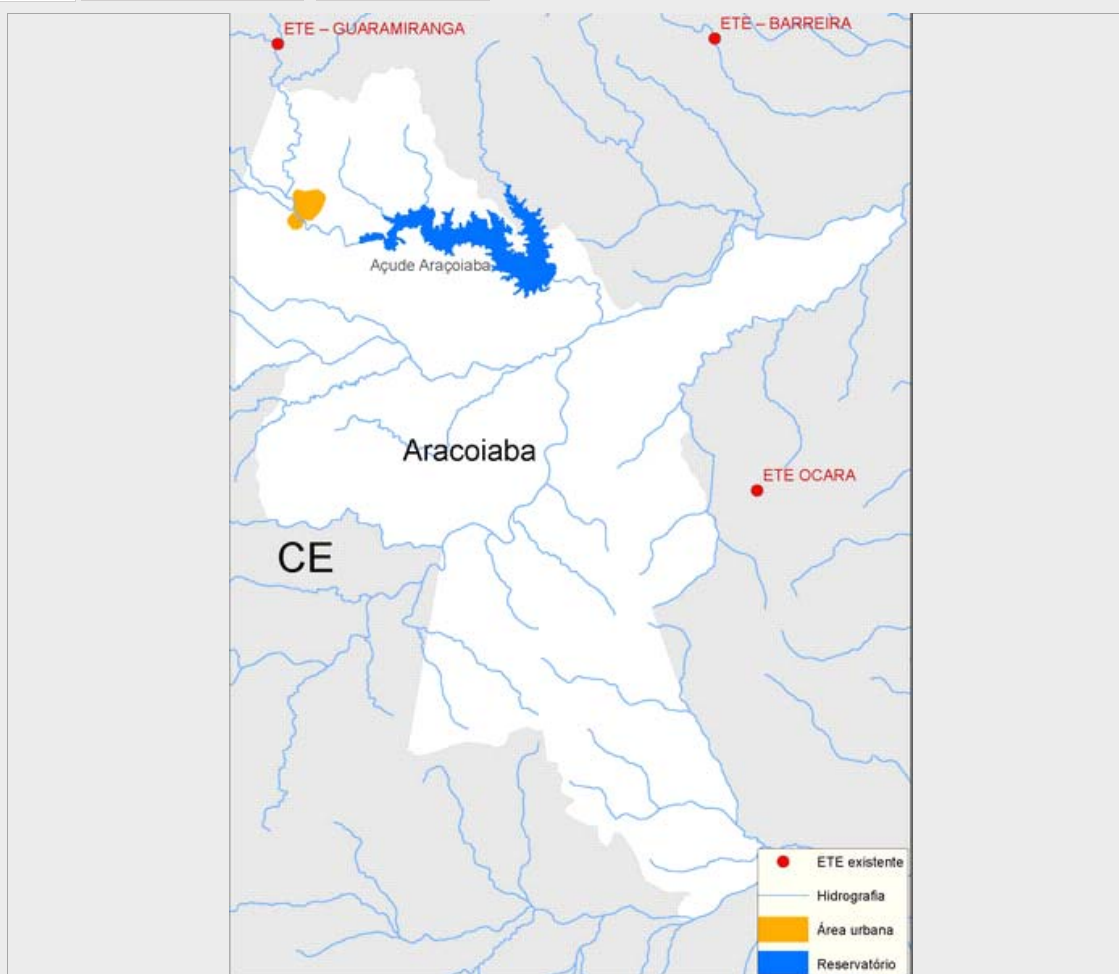 ETE – GUARAMIRANGA
ETE – BARREIRA
Açude Araçoiaba
Aracoiaba
ETE OCARA
CE
ETE existente
Hidrografia
Área urbana
Reservatório